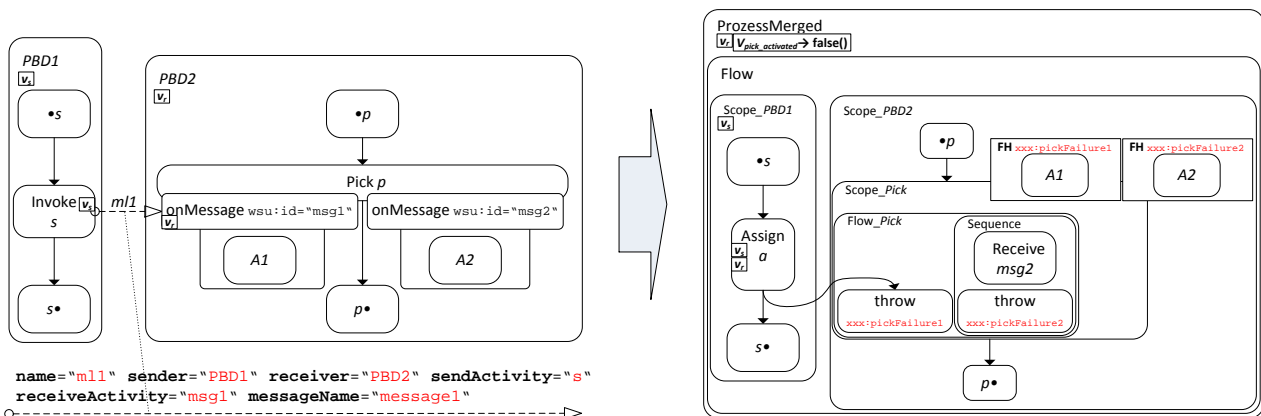 PBD1
vs
•s
Invoke vs
s
s•
ml1
PBD2
vr
•p
Pick p
onMessage wsu:id="msg1"
vr
onMessage wsu:id="msg2"
A1
A2
p•
name="ml1" sender="PBD1" receiver="PBD2" sendActivity="s"
receiveActivity="msg1" messageName="message1"
ProzessMerged
vr Vpick_activated→ false()
Flow
Scope_PBD1
vs
•s
Assign
vs
vr
a
s•
Scope_PBD2
•p
FH xxx:pickFailure1
A1
FH xxx:pickFailure2
A2
Scope_Pick
Flow_Pick
Sequence
Receive
msg2
throw
xxx:pickFailure1
throw
xxx:pickFailure2
p•